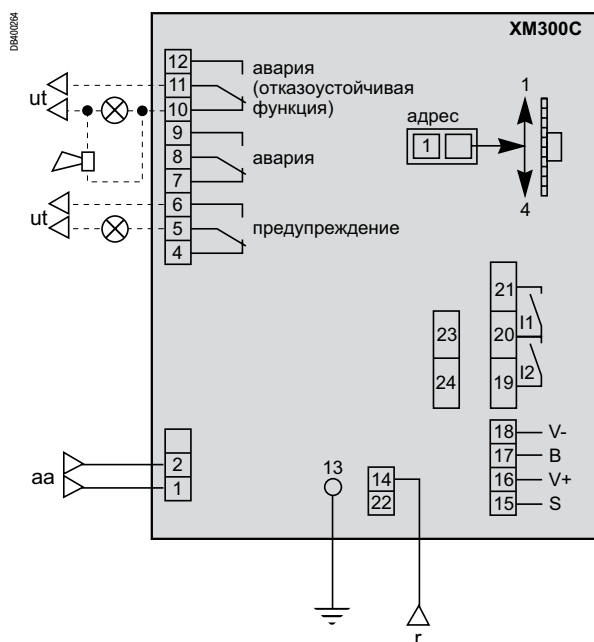 DB400264
XM300C
12
11
10
9
8
7
6
5
4
авария
(отказоустойчивая
функция)
авария
предупреждение
ut
ut
адрес
1
1
4
21
20
19
I1
I2
23
24
18 V-
17 B
16 V+
15 S
2
1
aa
13
14
22
r